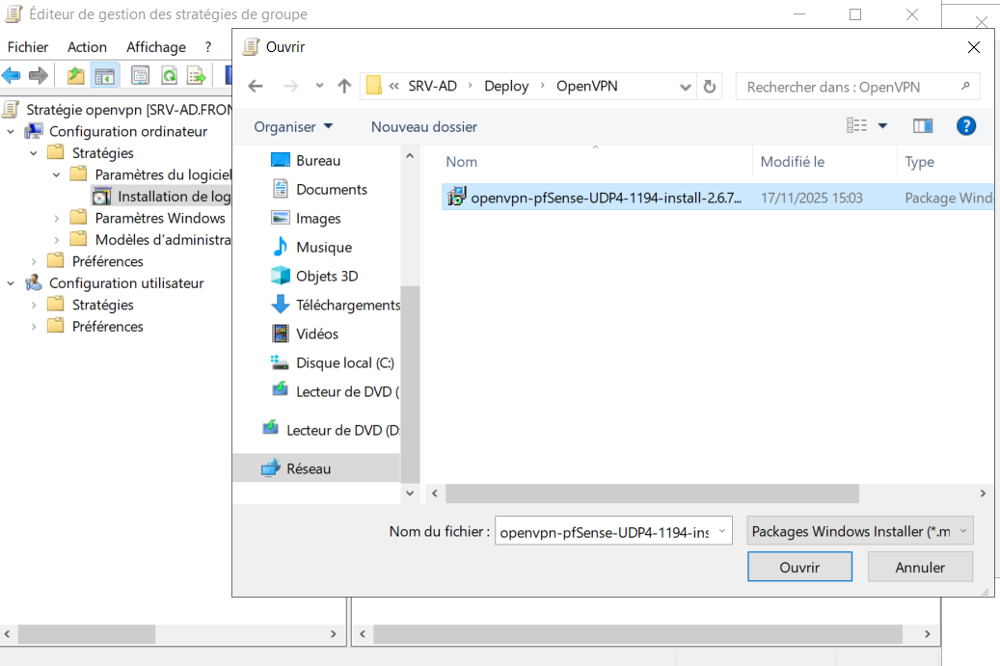 Éditeur de gestion des stratégies de groupe
Fichier Action Affichage ?
Stratégie openvpn [SRV-AD.FRON
Configuration ordinateur
Stratégies
Paramètres du logiciel
Installation de log
Paramètres Windows
Modèles d'administra
Préférences
Configuration utilisateur
Stratégies
Préférences
Ouvrir
« SRV-AD › Deploy › OpenVPN
Rechercher dans : OpenVPN
Organiser Nouveau dossier
?
Bureau
Documents
Images
Musique
Objets 3D
Téléchargements
Vidéos
Disque local (C:)
Lecteur de DVD (
Lecteur de DVD (D:
Réseau
Nom Modifié le Type
openvpn-pfSense-UDP4-1194-install-2.6.7... 17/11/2025 15:03 Package Wind
Nom du fichier : openvpn-pfSense-UDP4-1194-ins Packages Windows Installer (*.m
Ouvrir Annuler